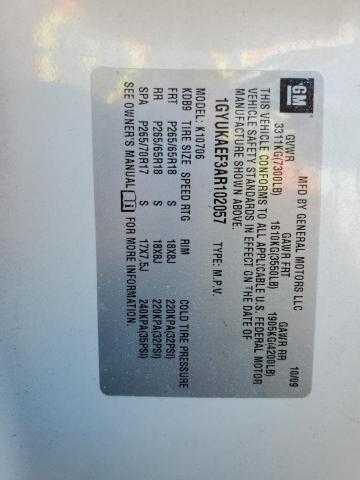 GM
MFD BY GENERAL MOTORS LLC 10/09
GVWR GAWR FRT GAWR RR
3311KG(7300LB) 1610KG(3550LB) 1905KG(4200LB)
THIS VEHICLE CONFORMS TO ALL APPLICABLE U.S. FEDERAL MOTOR
VEHICLE SAFETY STANDARDS IN EFFECT ON THE DATE OF
MANUFACTURE SHOWN ABOVE.
1GYUKAEF3AR102057 TYPE: M.P.V.
MODEL: K10706
KDB9 TIRE SIZE SPEED RTG RIM COLD TIRE PRESSURE
FRT P265/65R18 S 18X8J 220KPA(32PSI)
RR P265/65R18 S 18X8J 220KPA(32PSI)
SPA P265/70R17 S 17X7.5J 240KPA(35PSI)
SEE OWNER'S MANUAL FOR MORE INFORMATION.